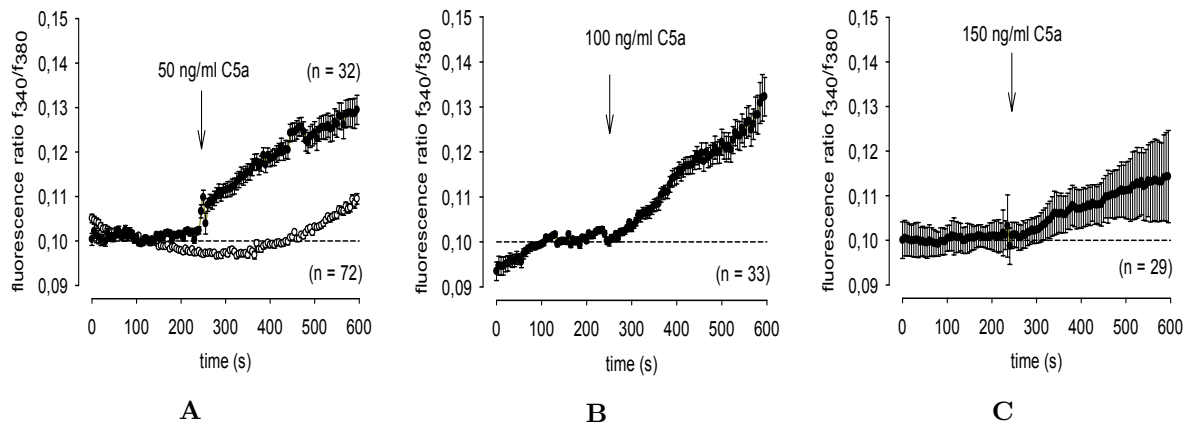 fluorescence ratio f340/f380
0,15
0,14
0,13
0,12
0,11
0,10
0,09
50 ng/ml C5a
(n = 32)
(n = 72)
0 100 200 300 400 500 600
time (s)
A
fluorescence ratio f340/f380
0,15
0,14
0,13
0,12
0,11
0,10
0,09
100 ng/ml C5a
(n = 33)
0 100 200 300 400 500 600
time (s)
B
fluorescence ratio f340/f380
0,15
0,14
0,13
0,12
0,11
0,10
0,09
150 ng/ml C5a
(n = 29)
0 100 200 300 400 500 600
time (s)
C